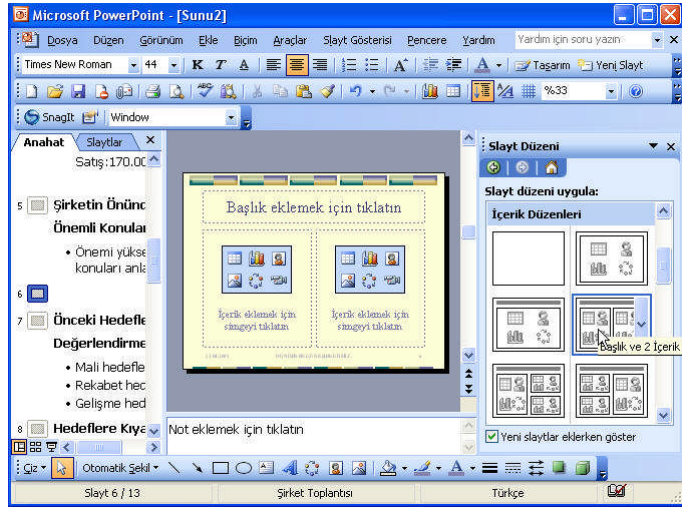 Microsoft PowerPoint - [Sunu2]
Dosya Düzen Görünüm Ekle Biçim Araçlar Slayt Gösterisi Pencere Yardım Yardım için soru yazın
Times New Roman 44 K T A Tasarım Yeni Slayt
%33
SnagIt Window
Anahat Slaytlar
Satış:170.00
5 Şirketin Önünd
Önemli Konular
• Önemi yükse
konuları anla
6
7 Önceki Hedefle
Değerlendirme
• Mali hedefle
• Rekabet hed
• Gelişme hed
8 Hedeflere Kıya
Başlık eklemek için tıklatın
İçerik eklemek için
simgeyi tıklatın
İçerik eklemek için
simgeyi tıklatın
Not eklemek için tıklatın
Slayt Düzeni
Slayt düzeni uygula:
İçerik Düzenleri
Başlık ve 2 İçerik
Yeni slaytlar eklerken göster
Çiz Otomatik Şekil
Slayt 6 / 13 Şirket Toplantısı Türkçe